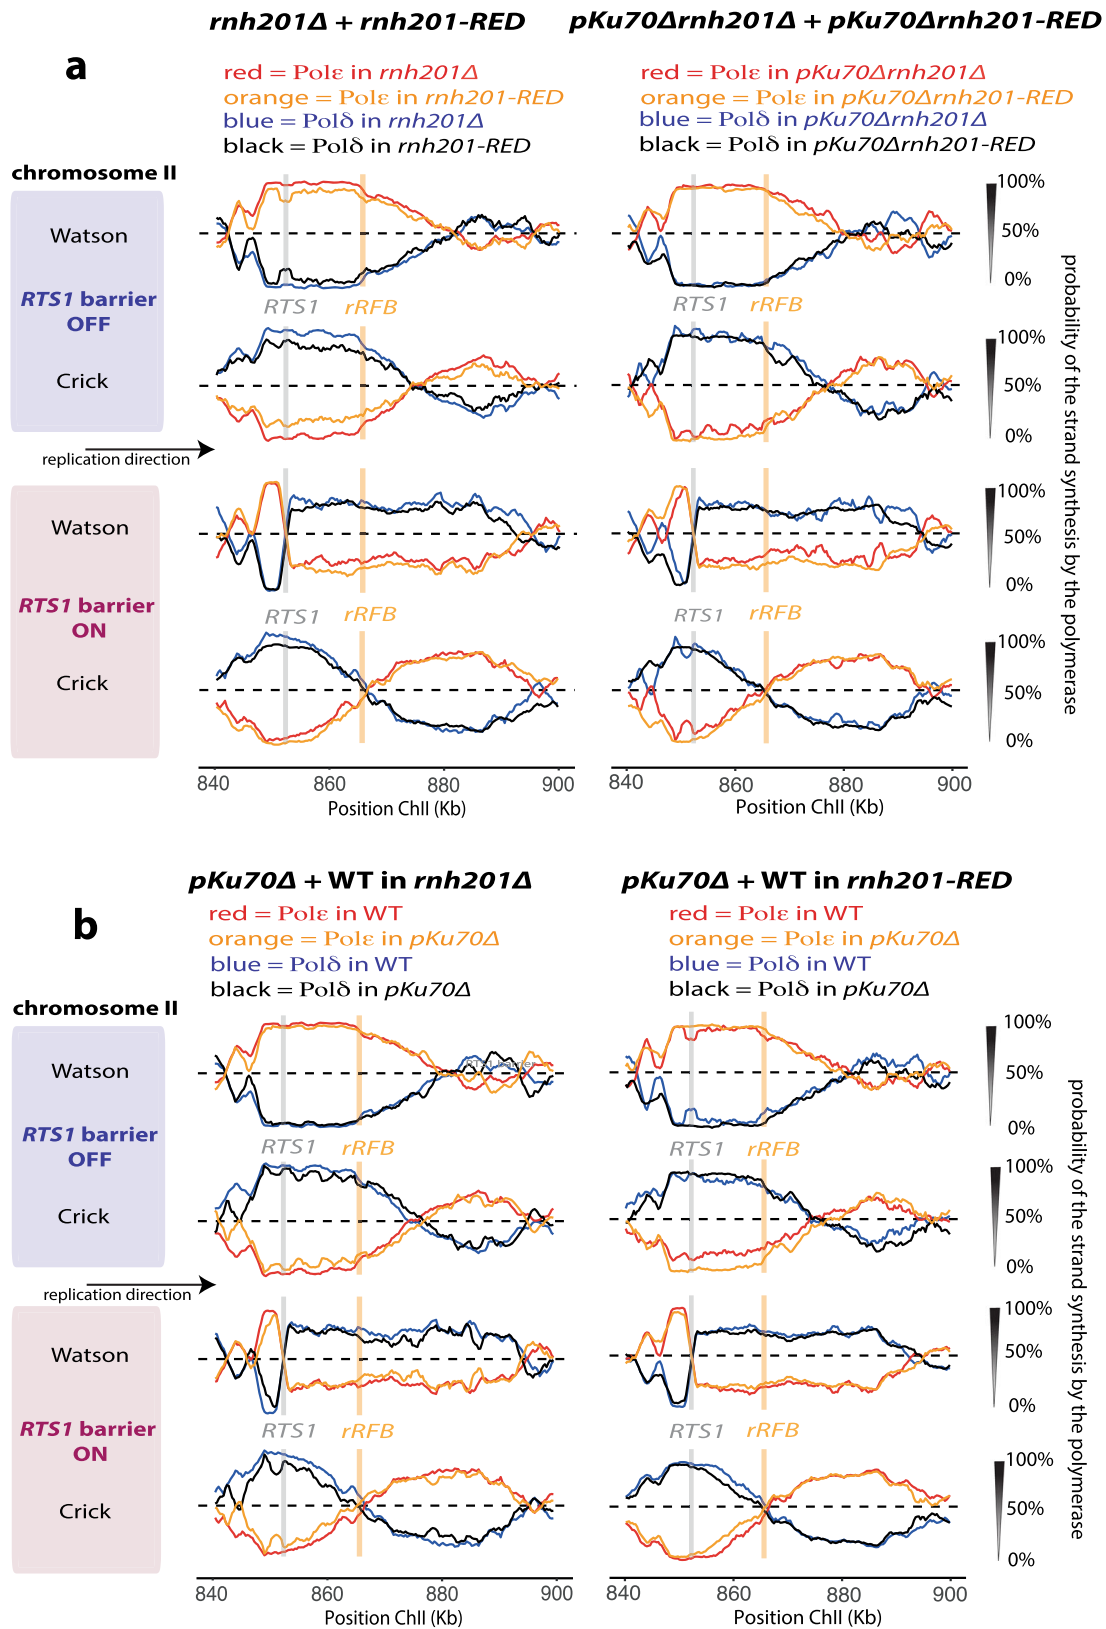 rnh201Δ + rnh201-RED
pKu70Δrnh201Δ + pKu70Δrnh201-RED
a
red = Polε in rnh201Δ
orange = Polε in rnh201-RED
blue = Polδ in rnh201Δ
black = Polδ in rnh201-RED
red = Polε in pKu70Δrnh201Δ
orange = Polε in pKu70Δrnh201-RED
blue = Polδ in pKu70Δrnh201Δ
black = Polδ in pKu70Δrnh201-RED
chromosome II
Watson
RTS1 barrier
OFF
Crick
replication direction
Watson
RTS1 barrier
ON
Crick
RTS1 rRFB
RTS1 rRFB
RTS1 rRFB
RTS1 rRFB
100%
50%
0%
100%
50%
0%
100%
50%
0%
100%
50%
0%
probability of the strand synthesis by the polymerase
840 860 880 900
Position ChII (Kb)
840 860 880 900
Position ChII (Kb)
pKu70Δ + WT in rnh201Δ
pKu70Δ + WT in rnh201-RED
b
red = Polε in WT
orange = Polε in pKu70Δ
blue = Polδ in WT
black = Polδ in pKu70Δ
red = Polε in WT
orange = Polε in pKu70Δ
blue = Polδ in WT
black = Polδ in pKu70Δ
chromosome II
Watson
RTS1 barrier
OFF
Crick
replication direction
Watson
RTS1 barrier
ON
Crick
RTS1 barrier
RTS1 rRFB
RTS1 rRFB
RTS1 rRFB
RTS1 rRFB
100%
50%
0%
100%
50%
0%
100%
50%
0%
100%
50%
0%
probability of the strand synthesis by the polymerase
840 860 880 900
Position ChII (Kb)
840 860 880 900
Position ChII (Kb)